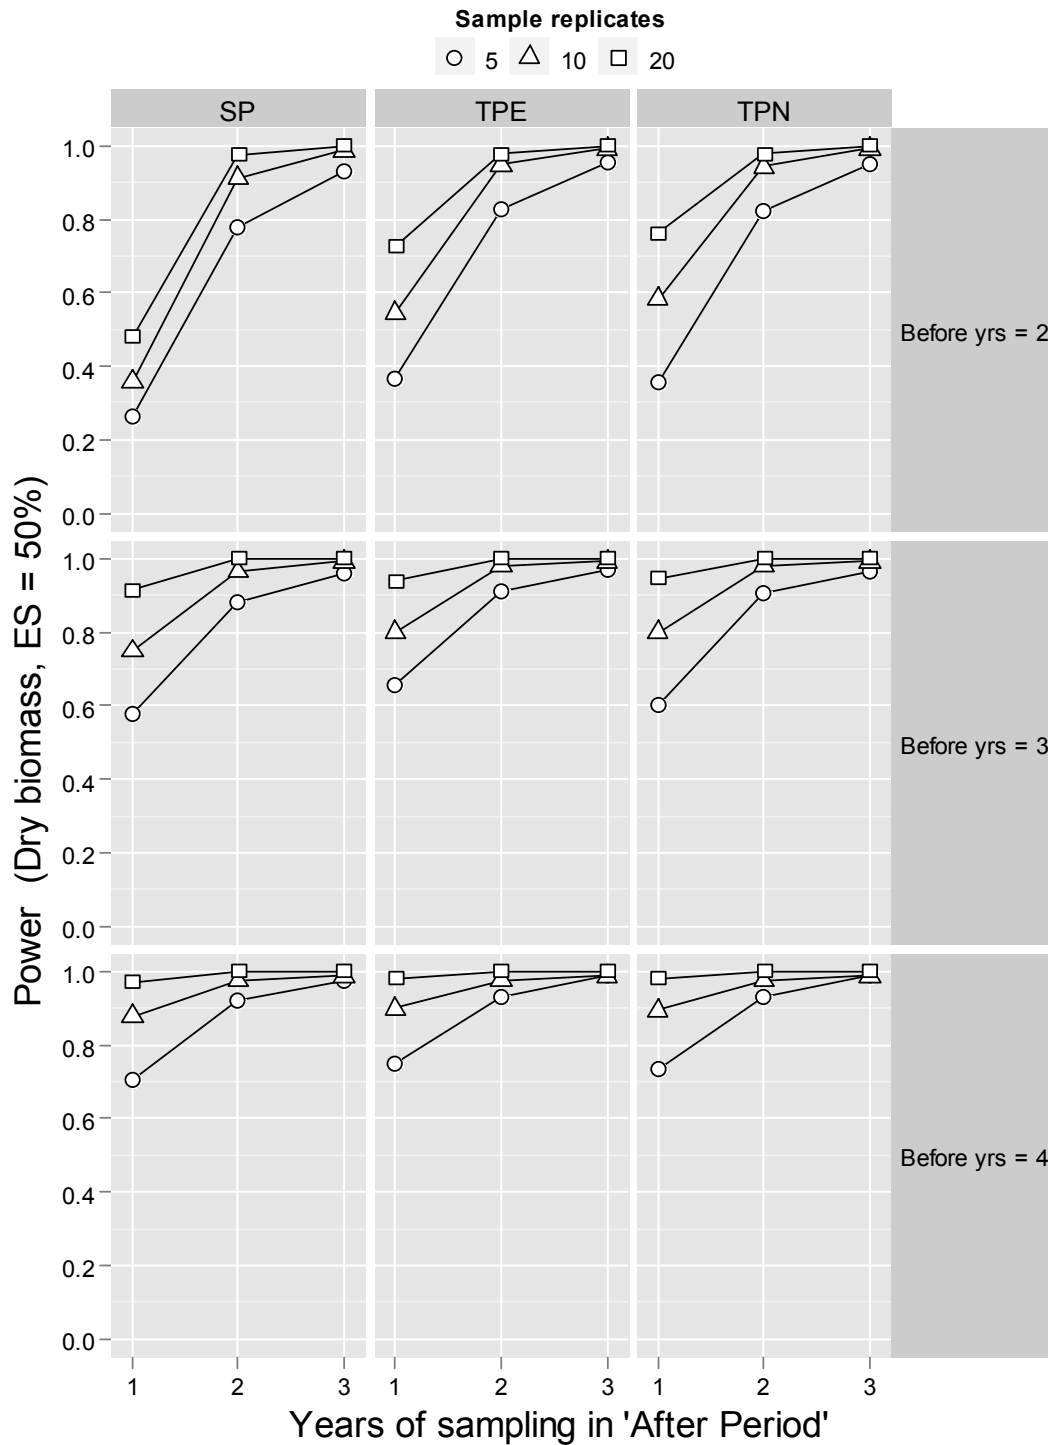 Sample replicates
5 10 20
SP TPE TPN
1.0
0.8
0.6
0.4
0.2
0.0
Before yrs = 2
1.0
0.8
0.6
0.4
0.2
0.0
Before yrs = 3
1.0
0.8
0.6
0.4
0.2
0.0
Before yrs = 4
Power (Dry biomass, ES = 50%)
1 2 3 1 2 3 1 2 3
Years of sampling in 'After Period'